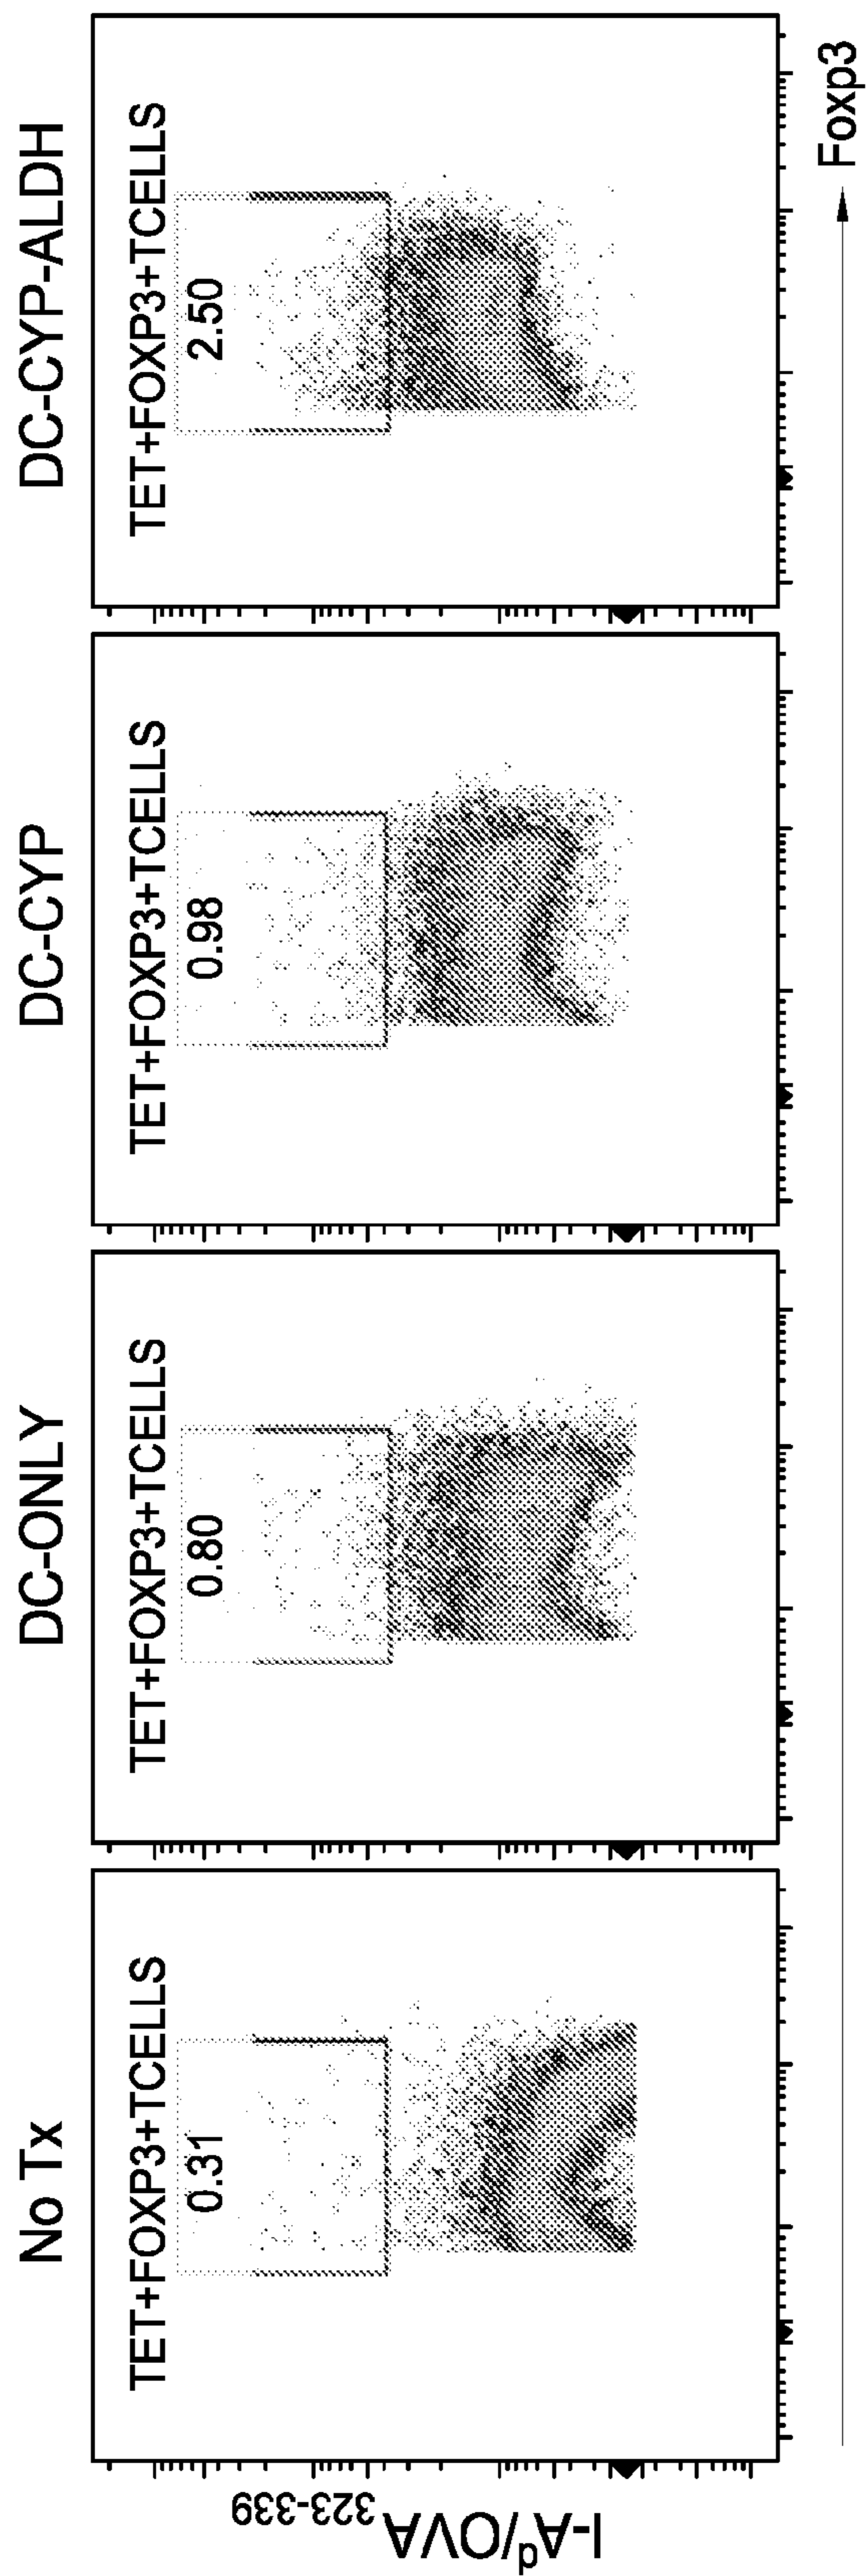 No Tx
DC-ONLY
DC-CYP
DC-CYP-ALDH
TET+FOXP3+TCELLS
0.31
TET+FOXP3+TCELLS
0.80
TET+FOXP3+TCELLS
0.98
TET+FOXP3+TCELLS
2.50
I-Aᵈ/OVA 323-339
Foxp3